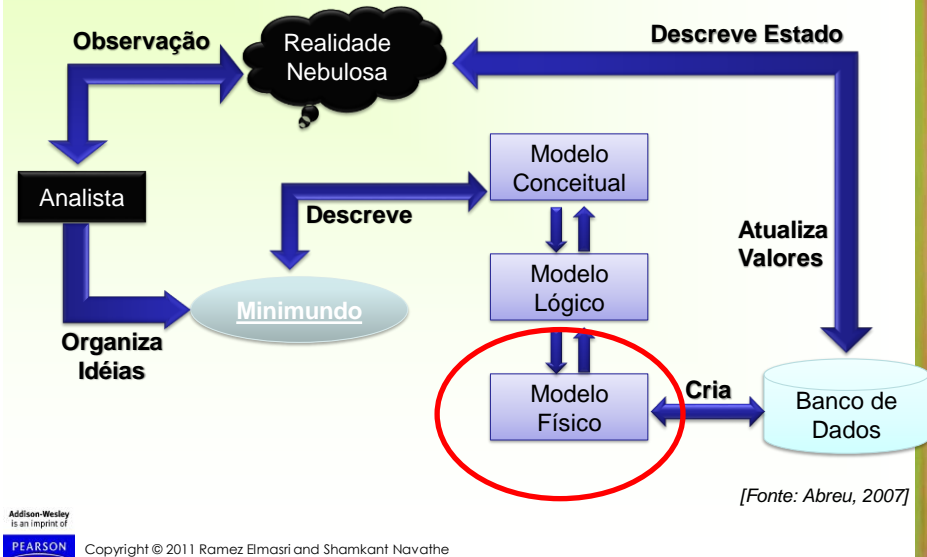 Observação
Realidade
Nebulosa
Descreve Estado
Analista
Descreve
Modelo
Conceitual
Atualiza
Valores
Minimundo
Modelo
Lógico
Organiza
Idéias
Modelo
Físico
Cria
Banco de
Dados
[Fonte: Abreu, 2007]
Addison-Wesley
is an imprint of
PEARSON
Copyright © 2011 Ramez Elmasri and Shamkant Navathe